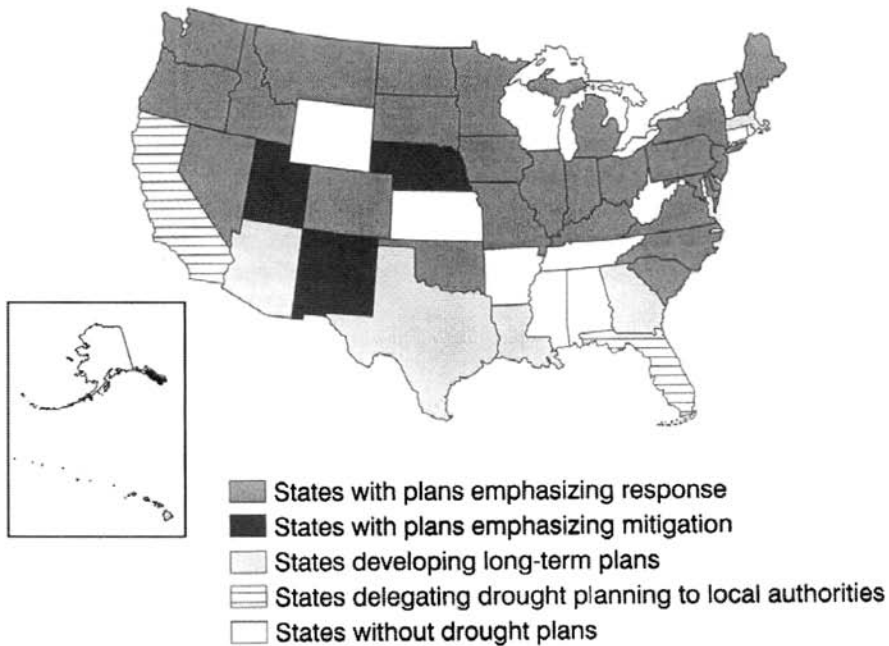 States with plans emphasizing response
States with plans emphasizing mitigation
States developing long-term plans
States delegating drought planning to local authorities
States without drought plans